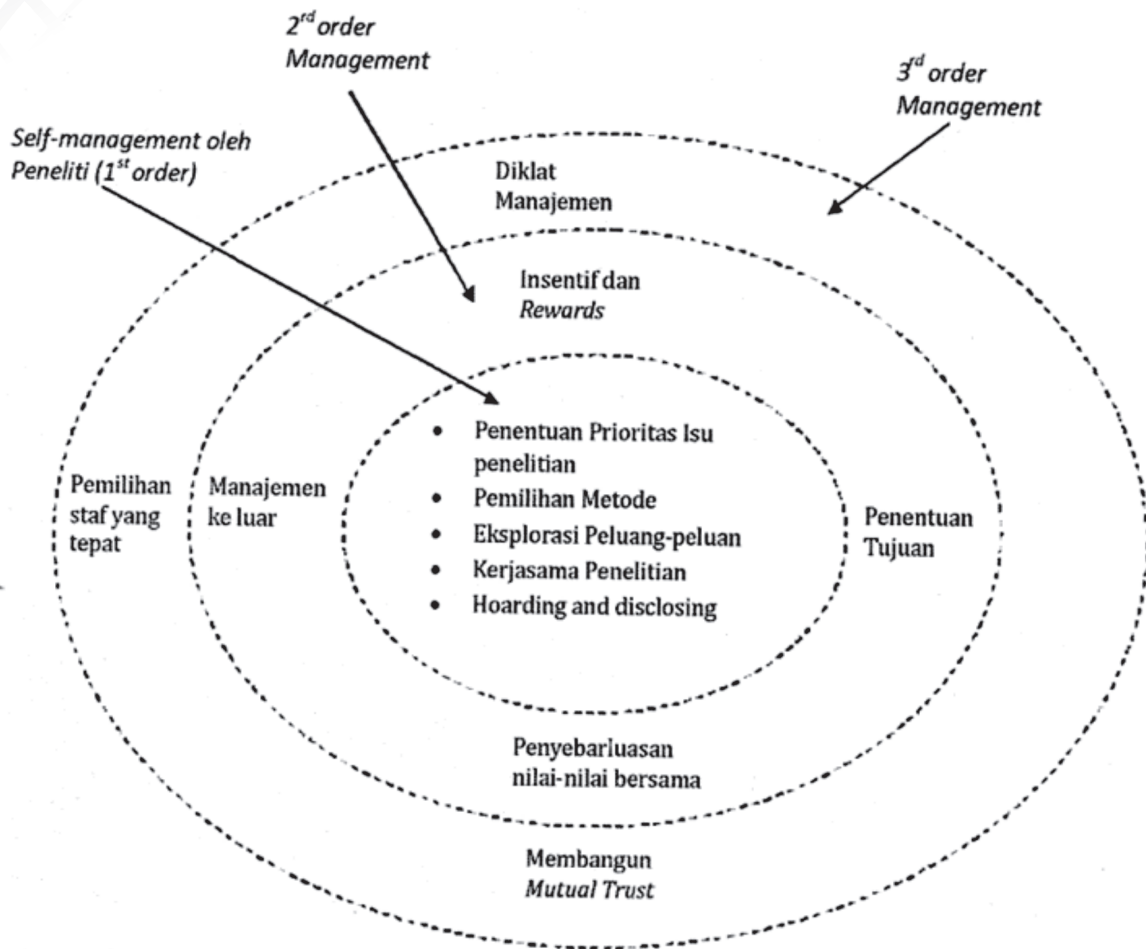 2rd order
Management
3rd order
Management
Self-management oleh
Peneliti (1st order)
Diklat
Manajemen
Insentif dan
Rewards
• Penentuan Prioritas Isu
penelitian
• Pemilihan Metode
• Eksplorasi Peluang-peluan
• Kerjasama Penelitian
• Hoarding and disclosing
Pemilihan
staf yang
tepat
Manajemen
ke luar
Penentuan
Tujuan
Penyebarluasan
nilai-nilai bersama
Membangun
Mutual Trust